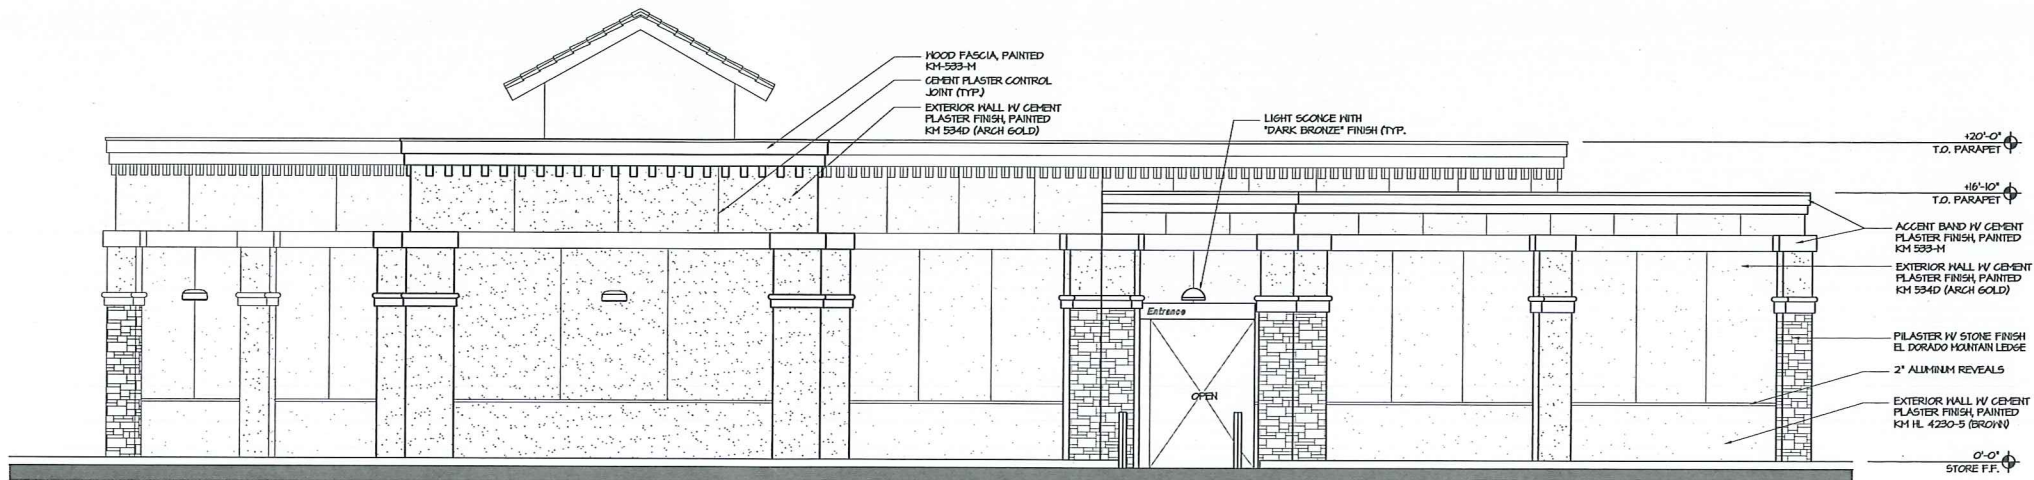 WOOD FASCIA, PAINTED
KM-533-M
CEMENT PLASTER CONTROL
JOINT (TYP.)
EXTERIOR WALL W/ CEMENT
PLASTER FINISH, PAINTED
KM 534D (ARCH GOLD)
LIGHT SCONCE WITH
"DARK BRONZE" FINISH (TYP.
+20'-0"
T.O. PARAPET
+16'-10"
T.O. PARAPET
ACCENT BAND W/ CEMENT
PLASTER FINISH, PAINTED
KM 533-M
EXTERIOR WALL W/ CEMENT
PLASTER FINISH, PAINTED
KM 534D (ARCH GOLD)
Entrance
PILASTER W/ STONE FINISH
EL DORADO MOUNTAIN LEDGE
2" ALUMINUM REVEALS
OPEN
EXTERIOR WALL W/ CEMENT
PLASTER FINISH, PAINTED
KM HL 4230-5 (BROWN)
0'-0"
STORE F.F.